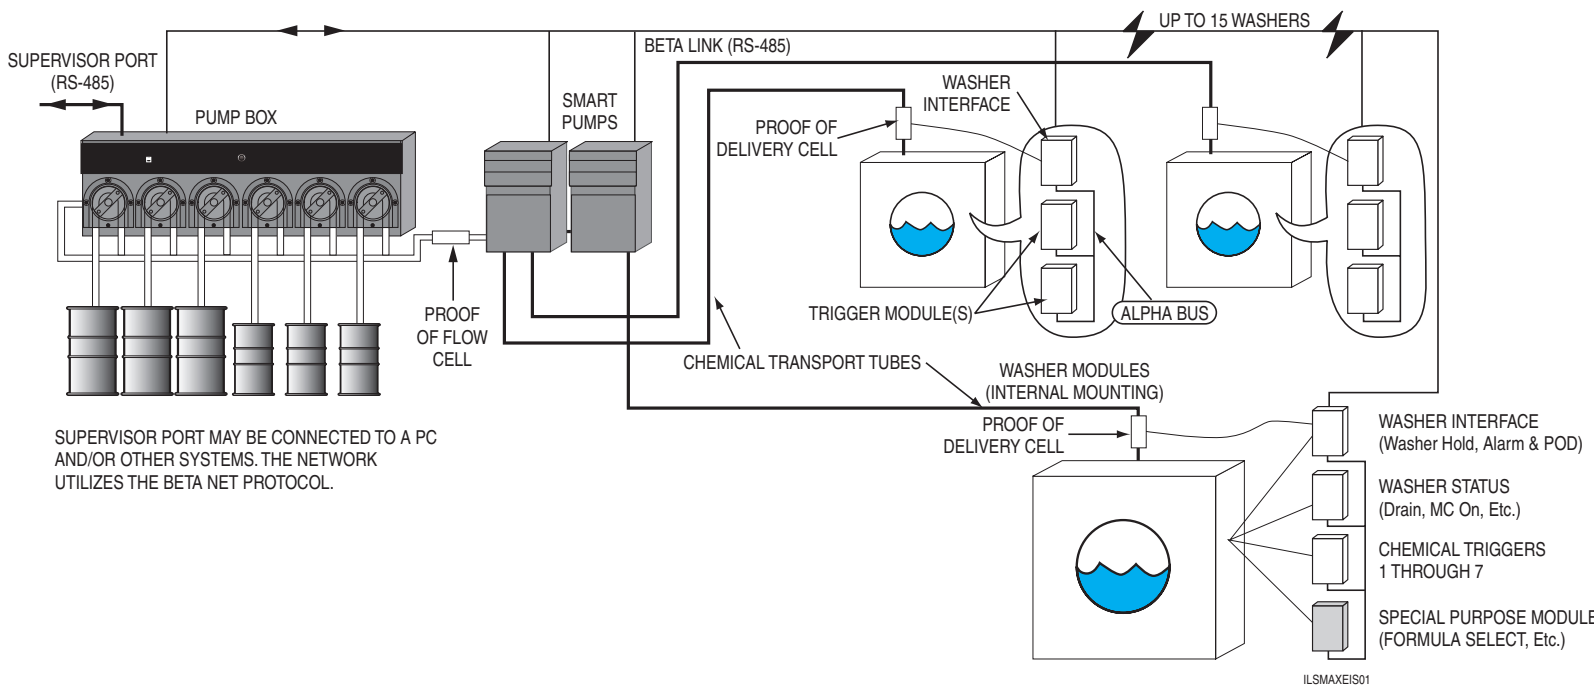 UP TO 15 WASHERS
SUPERVISOR PORT
(RS-485)
BETA LINK (RS-485)
PUMP BOX
SMART
PUMPS
WASHER
INTERFACE
PROOF OF
DELIVERY CELL
PROOF
OF FLOW
CELL
TRIGGER MODULE(S)
ALPHA BUS
CHEMICAL TRANSPORT TUBES
WASHER MODULES
(INTERNAL MOUNTING)
PROOF OF
DELIVERY CELL
SUPERVISOR PORT MAY BE CONNECTED TO A PC
AND/OR OTHER SYSTEMS. THE NETWORK
UTILIZES THE BETA NET PROTOCOL.
WASHER INTERFACE
(Washer Hold, Alarm & POD)
WASHER STATUS
(Drain, MC On, Etc.)
CHEMICAL TRIGGERS
1 THROUGH 7
SPECIAL PURPOSE MODULE
(FORMULA SELECT, Etc.)
ILSMAXEIS01